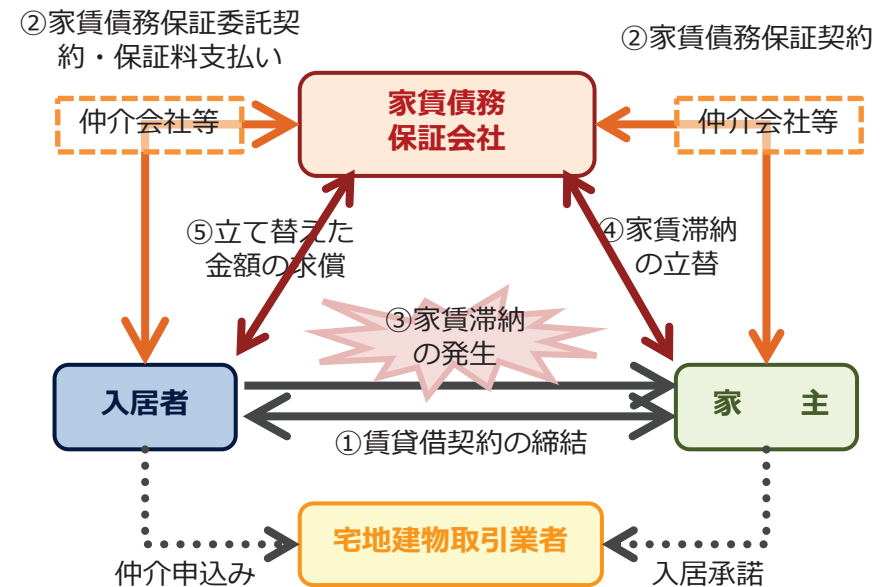 ②家賃債務保証委託契
約・保証料支払い
②家賃債務保証契約
家賃債務
保証会社
仲介会社等
仲介会社等
⑤立て替えた
金額の求償
④家賃滞納
の立替
③家賃滞納
の発生
入居者
家　主
①賃貸借契約の締結
宅地建物取引業者
仲介申込み
入居承諾